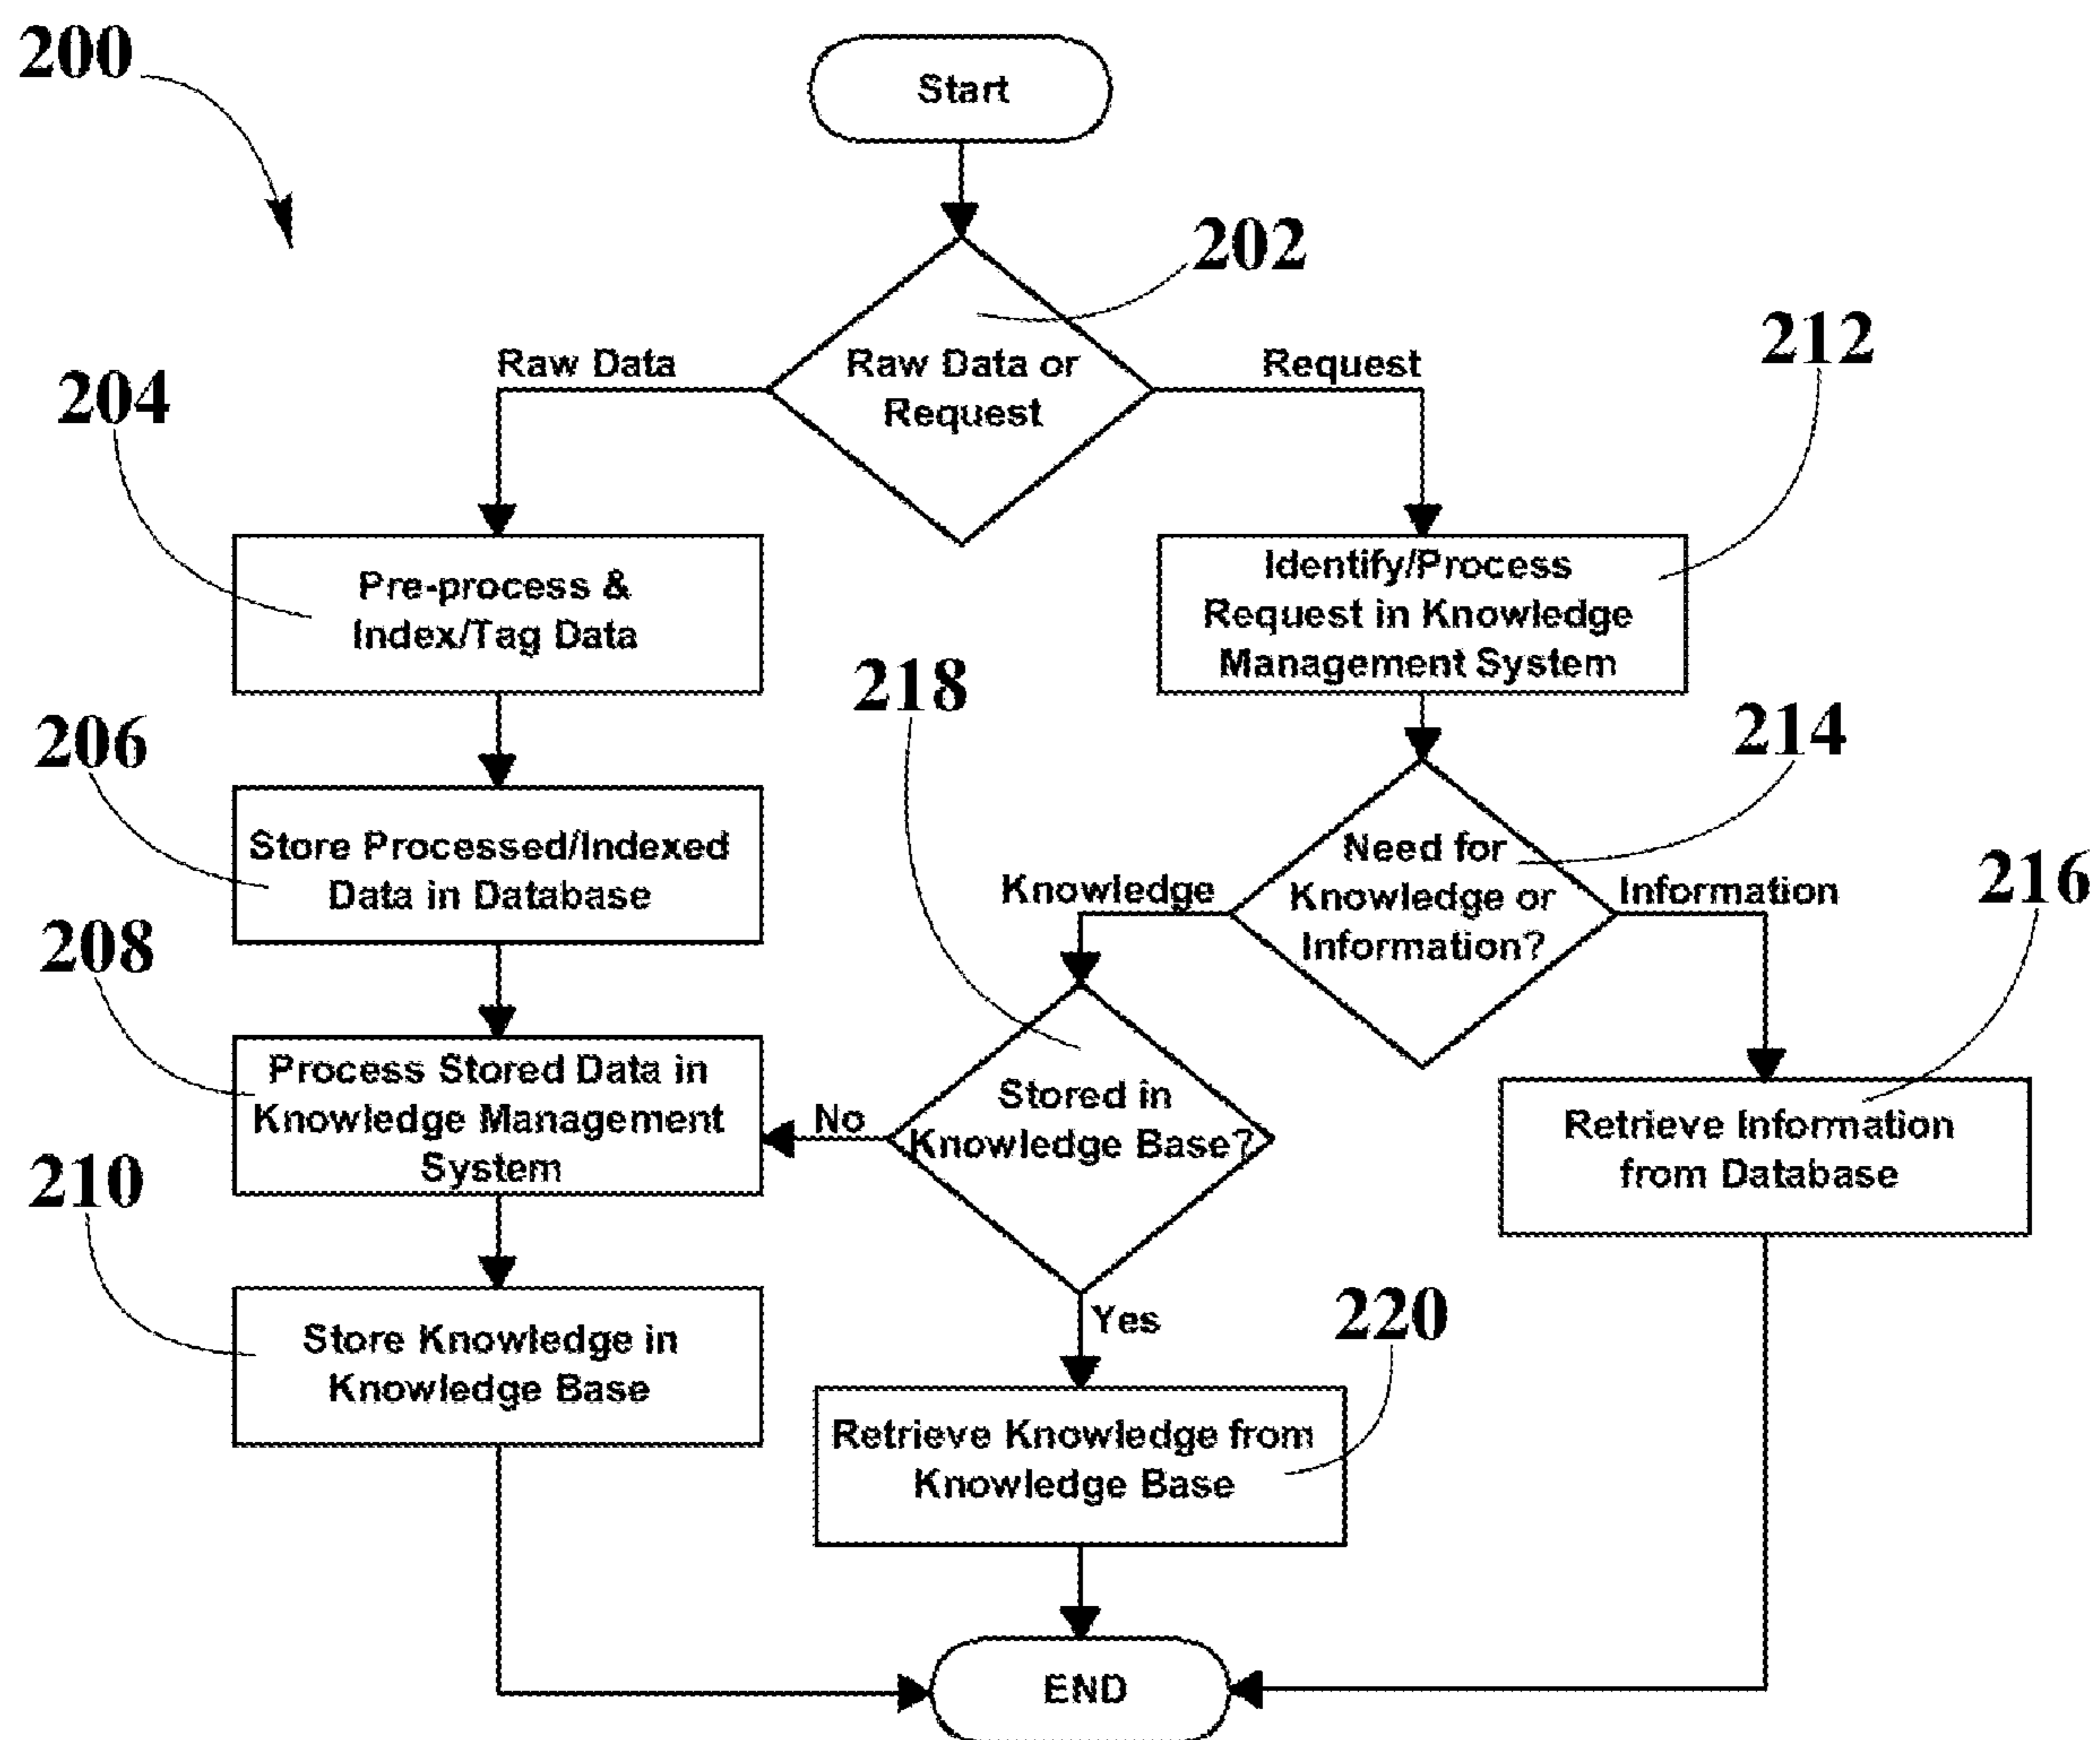 200
Start
202
Raw Data
Raw Data or
Request
Request
212
204
Pre-process &
Index/Tag Data
Identify/Process
Request in Knowledge
Management System
218
206
Store Processed/Indexed
Data in Database
214
Need for
Knowledge or
Information?
Knowledge
Information
216
208
Process Stored Data in
Knowledge Management
System
No
Stored in
Knowledge Base?
Retrieve Information
from Database
210
Store Knowledge in
Knowledge Base
Yes
220
Retrieve Knowledge from
Knowledge Base
END